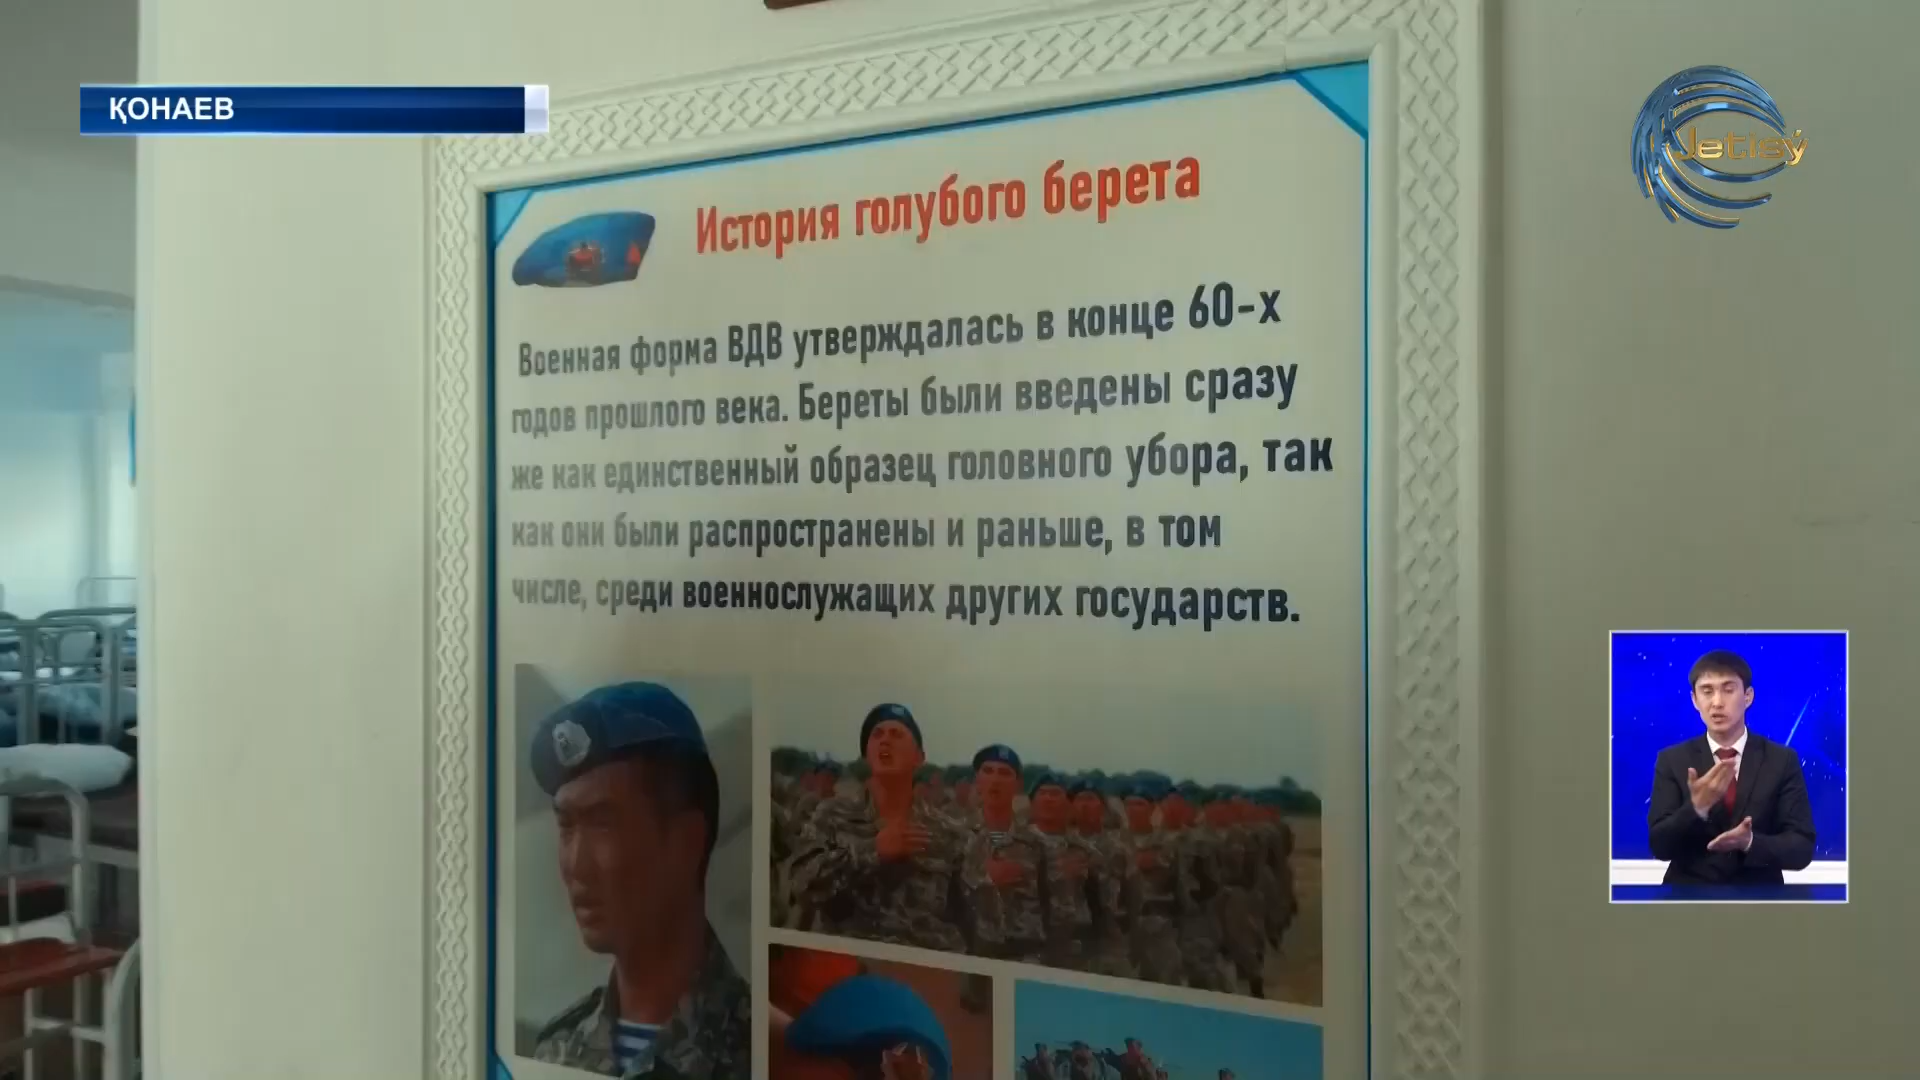 ҚОНАЕВ
Jetisý
История голубого берета
Военная форма ВДВ утверждалась в конце 60-х
годов прошлого века. Береты были введены сразу
же как единственный образец головного убора, так
как они были распространены и раньше, в том
числе, среди военнослужащих других государств.